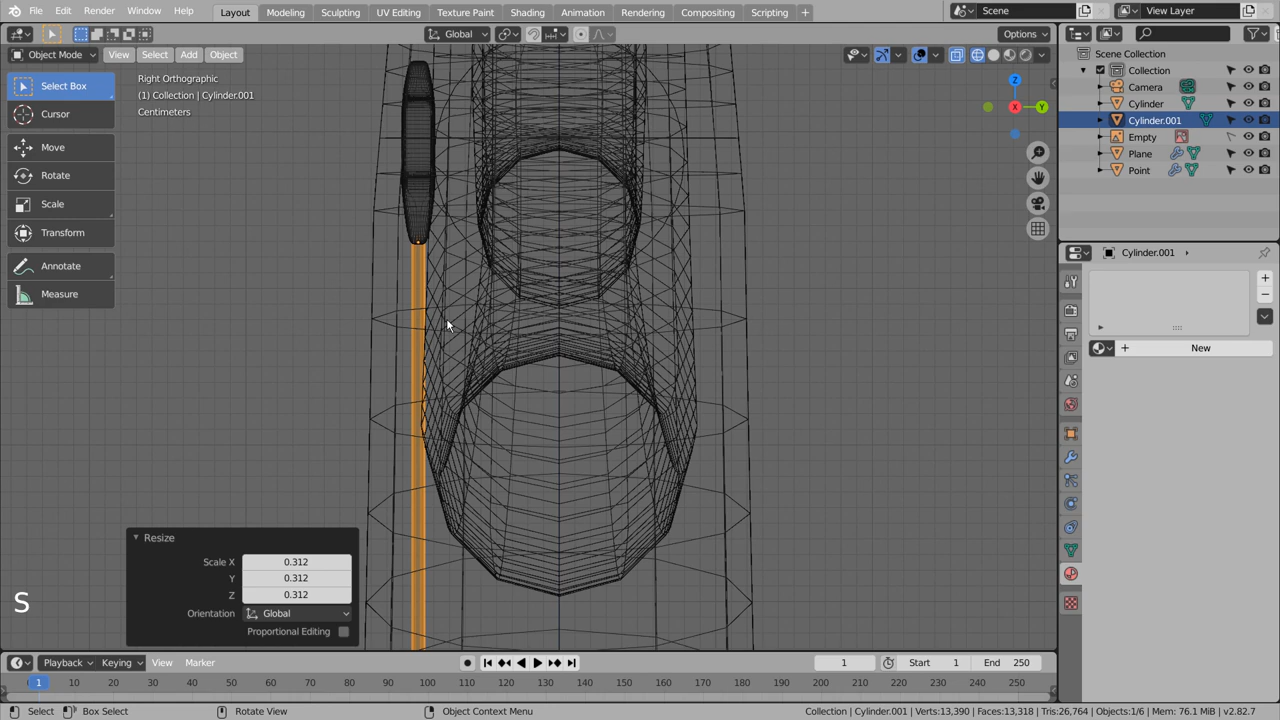 File Edit Render Window Help Layout Modeling Sculpting UV Editing Texture Paint Shading Animation Rendering Compositing Scripting + Scene View Layer
Global Options
Object Mode View Select Add Object
Select Box
Cursor
Move
Rotate
Scale
Transform
Annotate
Measure
Right Orthographic
(1) Collection | Cylinder.001
Centimeters
Z
X
Y
Scene Collection
Collection
Camera
Cylinder
Cylinder.001
Empty
Plane
Point
Cylinder.001
New
S
Resize
Scale X 0.312
Y 0.312
Z 0.312
Orientation Global
Proportional Editing
Playback Keying View Marker 1 Start 1 End 250
1 10 20 30 40 50 60 70 80 90 100 110 120 130 140 150 160 170 180 190 200 210 220 230 240 250
Select Box Select Rotate View Object Context Menu Collection | Cylinder.001 | Verts:13,390 | Faces:13,318 | Tris:26,764 | Objects:1/6 | Mem: 76.1 MiB | v2.82.7